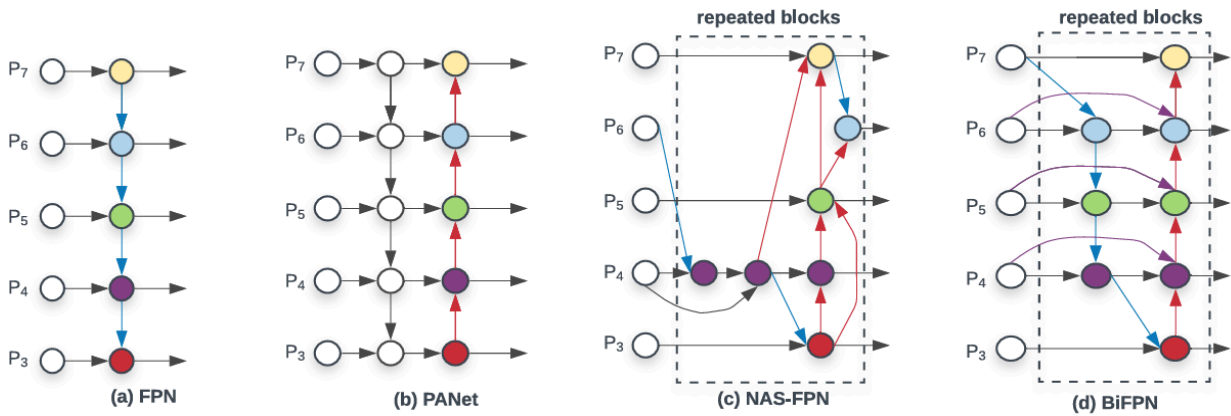 repeated blocks
repeated blocks
P7
P6
P5
P4
P3
(a) FPN
P7
P6
P5
P4
P3
(b) PANet
P7
P6
P5
P4
P3
(c) NAS-FPN
P7
P6
P5
P4
P3
(d) BiFPN